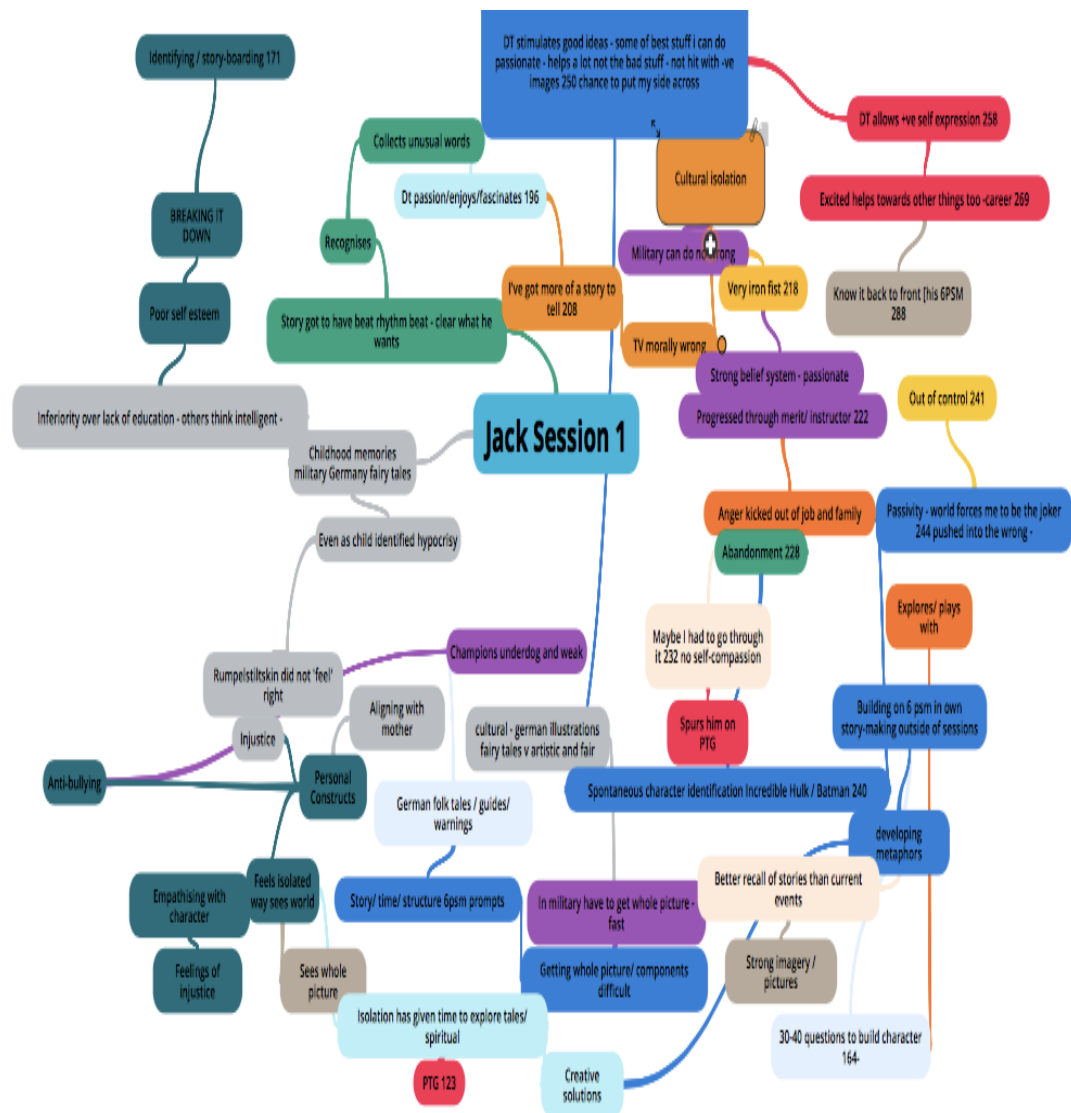 DT stimulates good ideas - some of best stuff i can do
passionate - helps a lot not the bad stuff - not hit with -ve
images 250 chance to put my side across
Identifying / story-boarding 171
DT allows +ve self expression 258
Collects unusual words
Cultural isolation
Dt passion/enjoys/fascinates 196
Excited helps towards other things too -career 269
BREAKING IT
DOWN
Recognises
Military can do no wrong
I've got more of a story to
tell 208
Very iron fist 218
Know it back to front [his 6PSM
288
Poor self esteem
Story got to have beat rhythm beat - clear what he
wants
TV morally wrong
Strong belief system - passionate
Out of control 241
Progressed through merit/ instructor 222
Inferiority over lack of education - others think intelligent -
Jack Session 1
Childhood memories
military Germany fairy tales
Anger kicked out of job and family
Passivity - world forces me to be the joker
244 pushed into the wrong -
Even as child identified hypocrisy
Abandonment 228
Explores/ plays
with
Maybe I had to go through
it 232 no self-compassion
Champions underdog and weak
Rumpelstiltskin did not 'feel'
right
Aligning with
mother
Building on 6 psm in own
story-making outside of sessions
Spurs him on
PTG
cultural - german illustrations
fairy tales v artistic and fair
Injustice
Anti-bullying
Personal
Constructs
Spontaneous character identification Incredible Hulk / Batman 240
German folk tales / guides/
warnings
developing
metaphors
Feels isolated
way sees world
Better recall of stories than current
events
Empathising with
character
Story/ time/ structure 6psm prompts
In military have to get whole picture -
fast
Feelings of
injustice
Sees whole
picture
Getting whole picture/ components
difficult
Strong imagery /
pictures
Isolation has given time to explore tales/
spiritual
30-40 questions to build character
164-
PTG 123
Creative
solutions